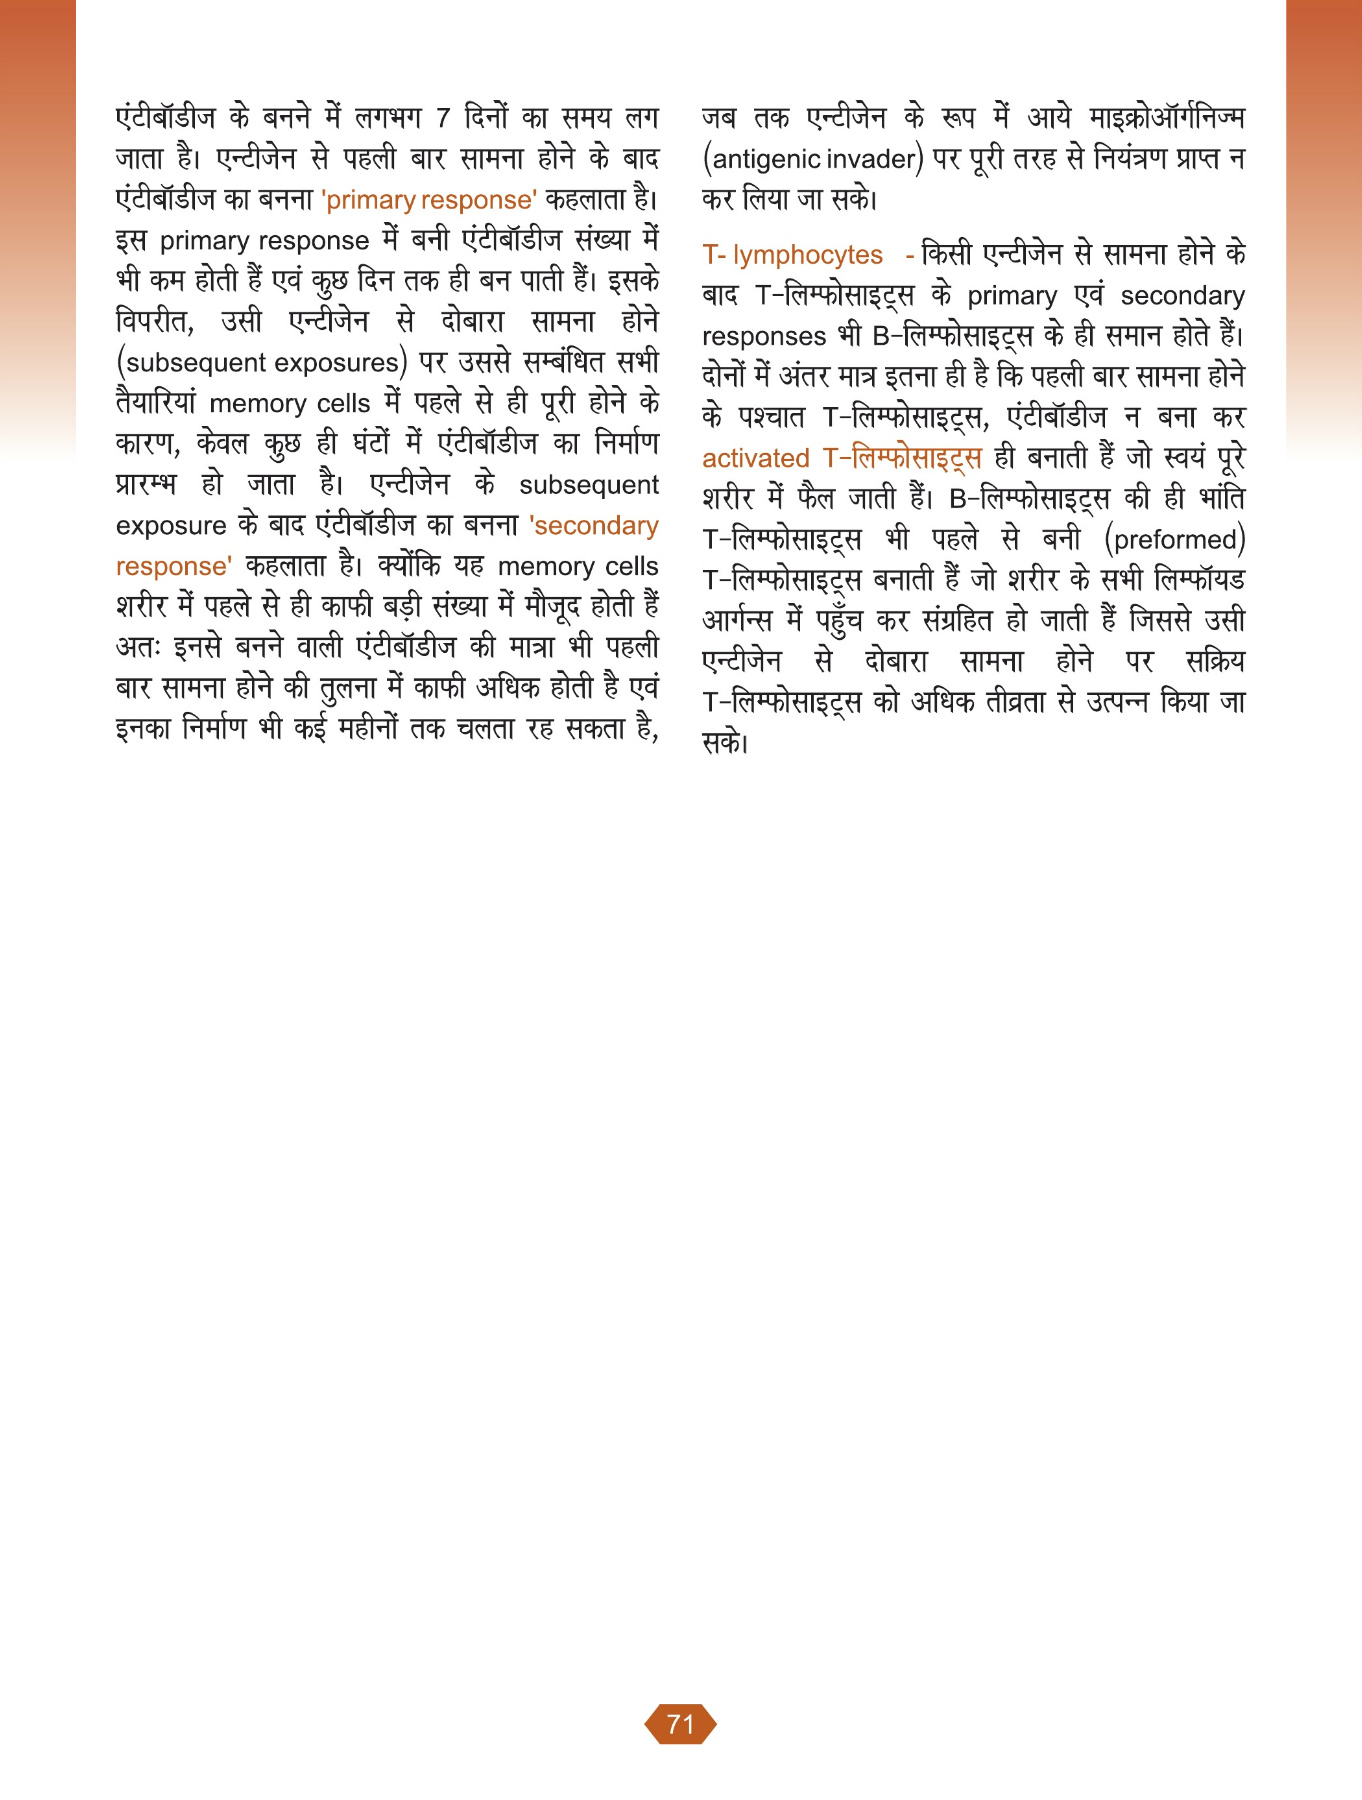 एंटीबॉडीज के बनने में लगभग 7 दिनों का समय लग
जाता है। एन्टीजेन से पहली बार सामना होने के बाद
एंटीबॉडीज का बनना 'primary response' कहलाता है।
इस primary response में बनी एंटीबॉडीज संख्या में
भी कम होती हैं एवं कुछ दिन तक ही बन पाती हैं। इसके
विपरीत, उसी एन्टीजेन से दोबारा सामना होने
(subsequent exposures) पर उससे सम्बंधित सभी
तैयारियां memory cells में पहले से ही पूरी होने के
कारण, केवल कुछ ही घंटों में एंटीबॉडीज का निर्माण
प्रारम्भ हो जाता है। एन्टीजेन के subsequent
exposure के बाद एंटीबॉडीज का बनना 'secondary
response' कहलाता है। क्योंकि यह memory cells
शरीर में पहले से ही काफी बड़ी संख्या में मौजूद होती हैं
अतः इनसे बनने वाली एंटीबॉडीज की मात्रा भी पहली
बार सामना होने की तुलना में काफी अधिक होती है एवं
इनका निर्माण भी कई महीनों तक चलता रह सकता है,
जब तक एन्टीजेन के रूप में आये माइक्रोऑर्गनिज्म
(antigenic invader) पर पूरी तरह से नियंत्रण प्राप्त न
कर लिया जा सके।
T- lymphocytes - किसी एन्टीजेन से सामना होने के
बाद T-लिम्फोसाइट्स के primary एवं secondary
responses भी B-लिम्फोसाइट्स के ही समान होते हैं।
दोनों में अंतर मात्र इतना ही है कि पहली बार सामना होने
के पश्चात T-लिम्फोसाइट्स, एंटीबॉडीज न बना कर
activated T-लिम्फोसाइट्स ही बनाती हैं जो स्वयं पूरे
शरीर में फैल जाती हैं। B-लिम्फोसाइट्स की ही भांति
T-लिम्फोसाइट्स भी पहले से बनी (preformed)
T-लिम्फोसाइट्स बनाती हैं जो शरीर के सभी लिम्फॉयड
आर्गन्स में पहुँच कर संग्रहित हो जाती हैं जिससे उसी
एन्टीजेन से दोबारा सामना होने पर सक्रिय
T-लिम्फोसाइट्स को अधिक तीव्रता से उत्पन्न किया जा
सके।
71